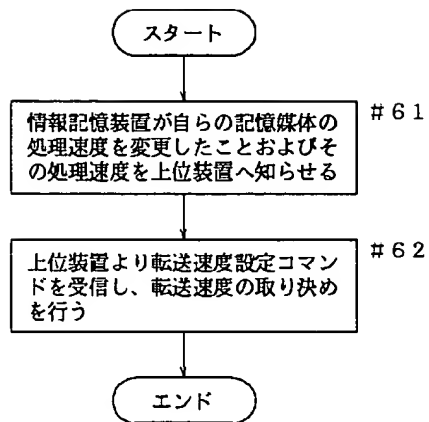 スタート
情報記憶装置が自らの記憶媒体の
処理速度を変更したことおよびそ
の処理速度を上位装置へ知らせる
#61
上位装置より転送速度設定コマン
ドを受信し、転送速度の取り決め
を行う
#62
エンド